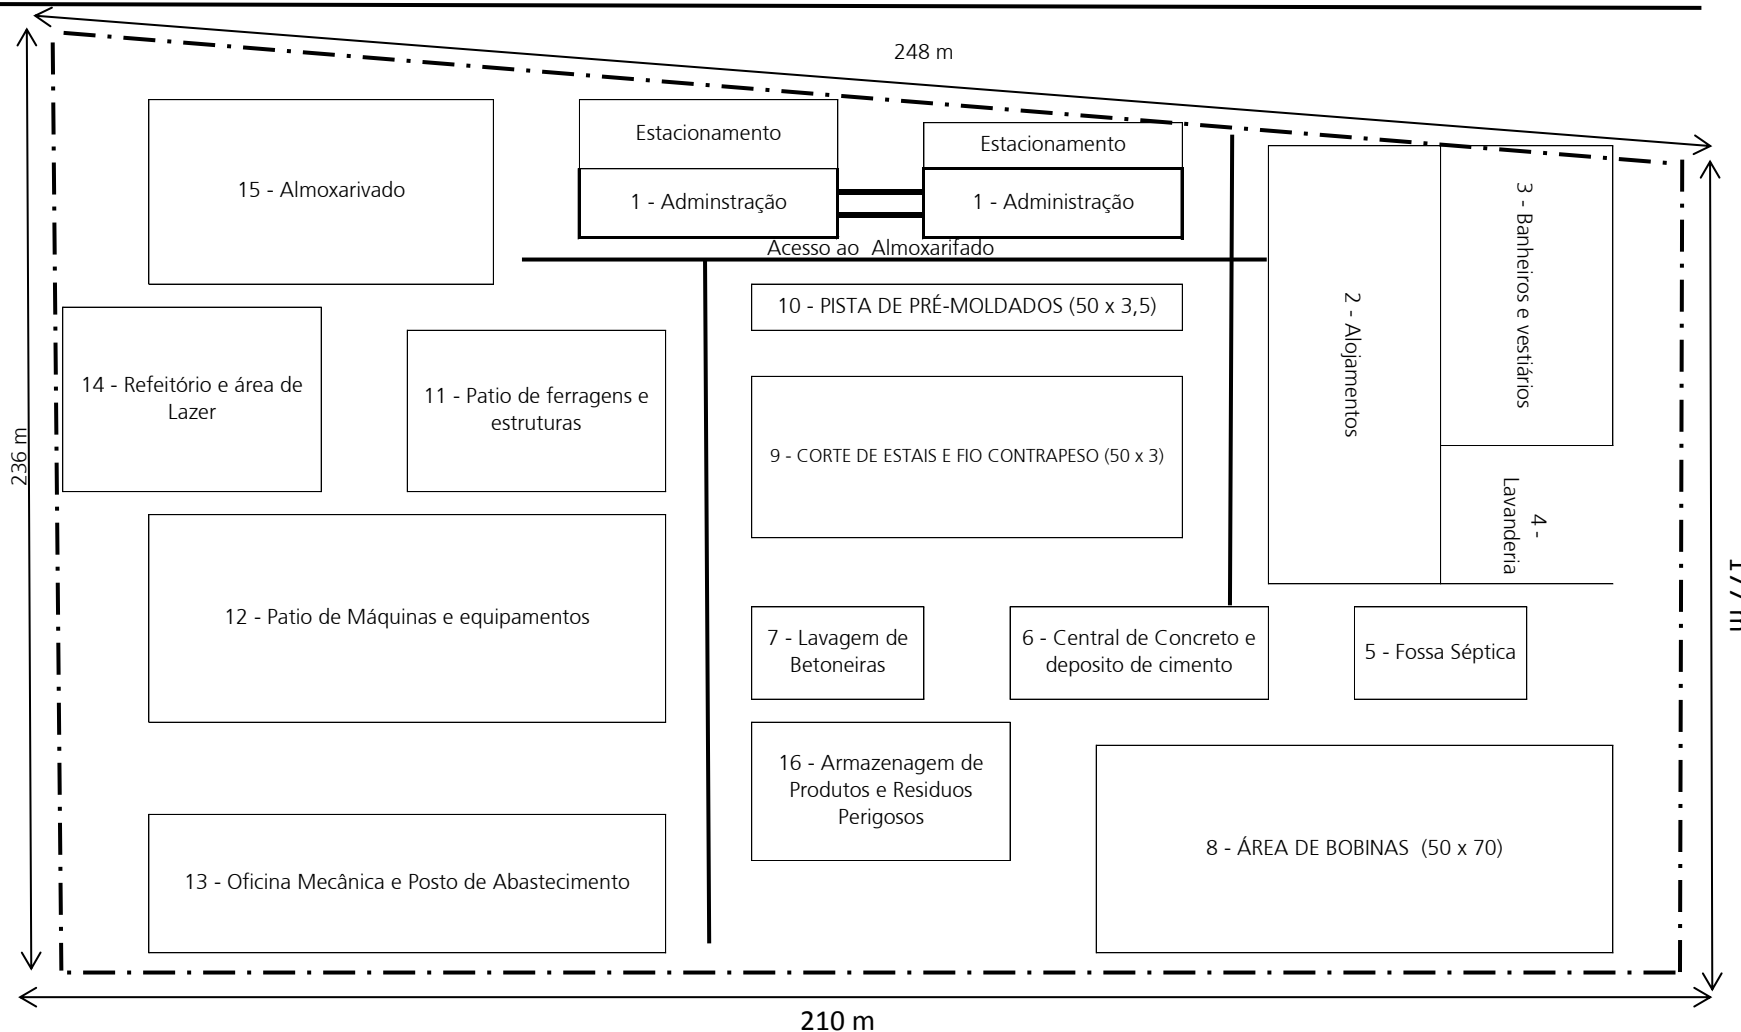 248 m
Estacionamento
Estacionamento
15 - Almoxarivado
1 - Adminstração
1 - Administração
Acesso ao Almoxarifado
3 - Banheiros e vestiários
2 - Alojamentos
10 - PISTA DE PRÉ-MOLDADOS (50 x 3,5)
14 - Refeitório e área de
Lazer
11 - Patio de ferragens e
estruturas
236 m
9 - CORTE DE ESTAIS E FIO CONTRAPESO (50 x 3)
4 -
Lavanderia
12 - Patio de Máquinas e equipamentos
7 - Lavagem de
Betoneiras
6 - Central de Concreto e
deposito de cimento
5 - Fossa Séptica
16 - Armazenagem de
Produtos e Residuos
Perigosos
8 - ÁREA DE BOBINAS (50 x 70)
13 - Oficina Mecânica e Posto de Abastecimento
210 m